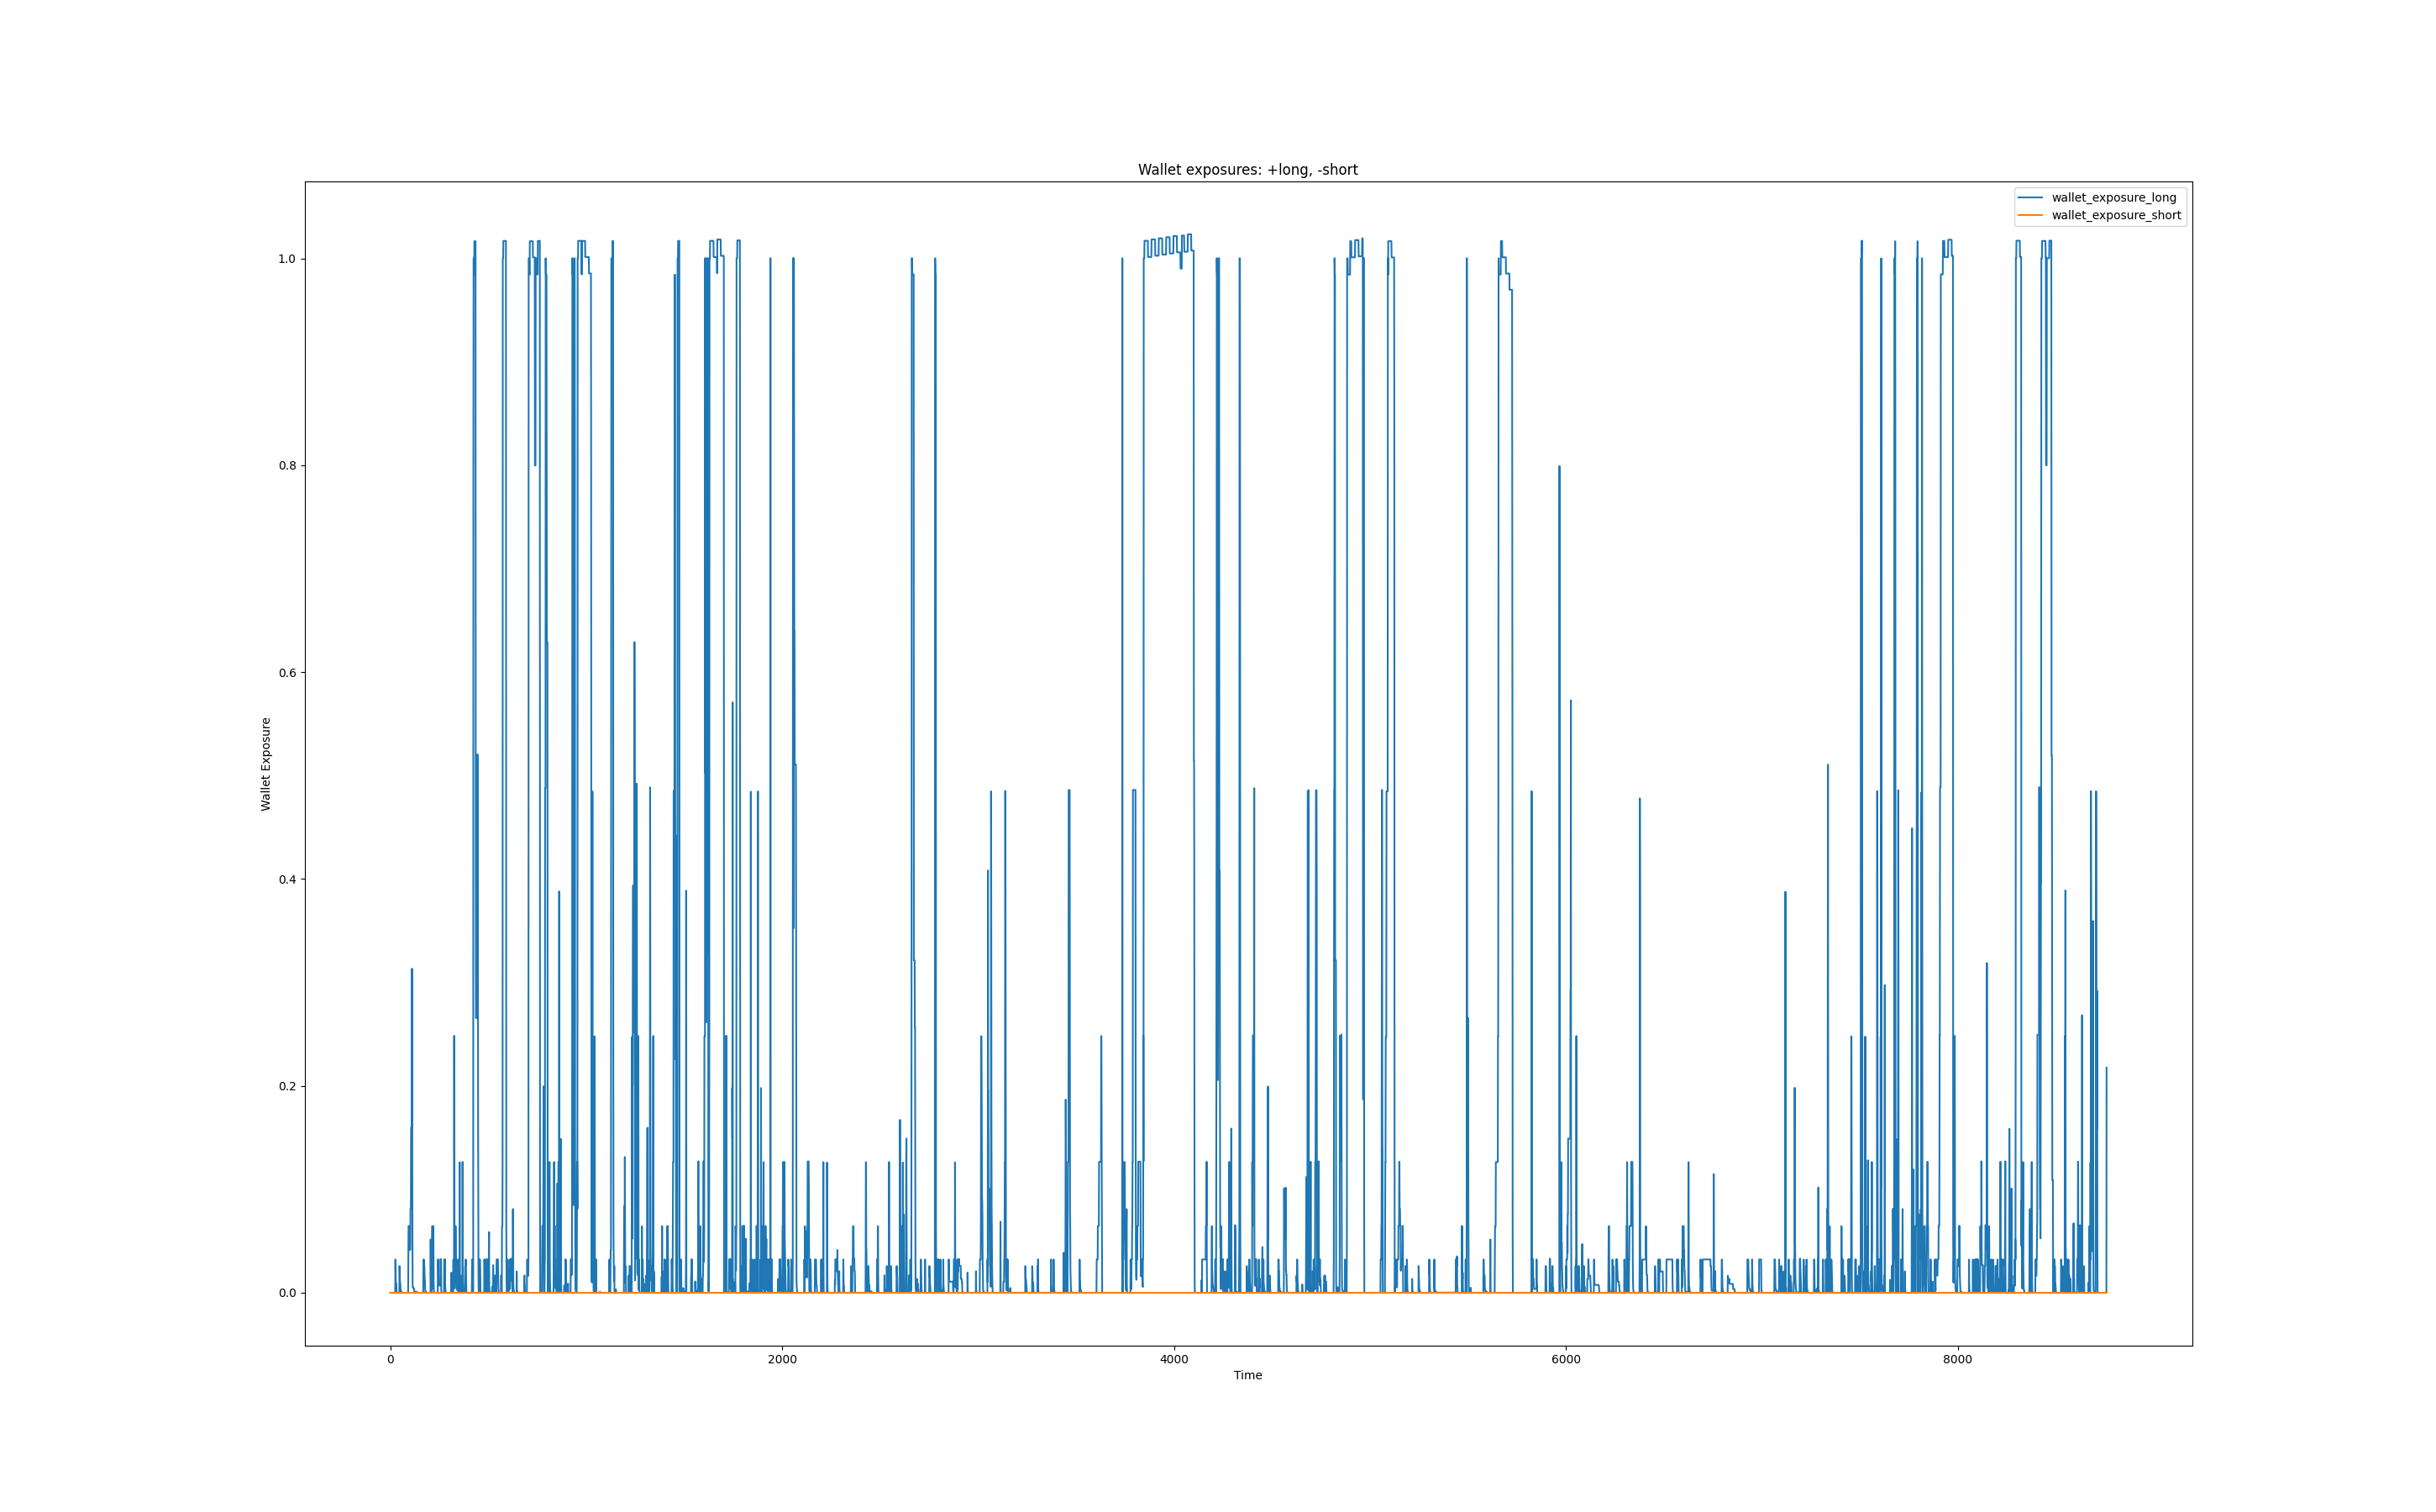 Wallet exposures: +long, -short
wallet_exposure_long
wallet_exposure_short
1.0
0.8
0.6
0.4
0.2
0.0
Wallet Exposure
0 2000 4000 6000 8000
Time